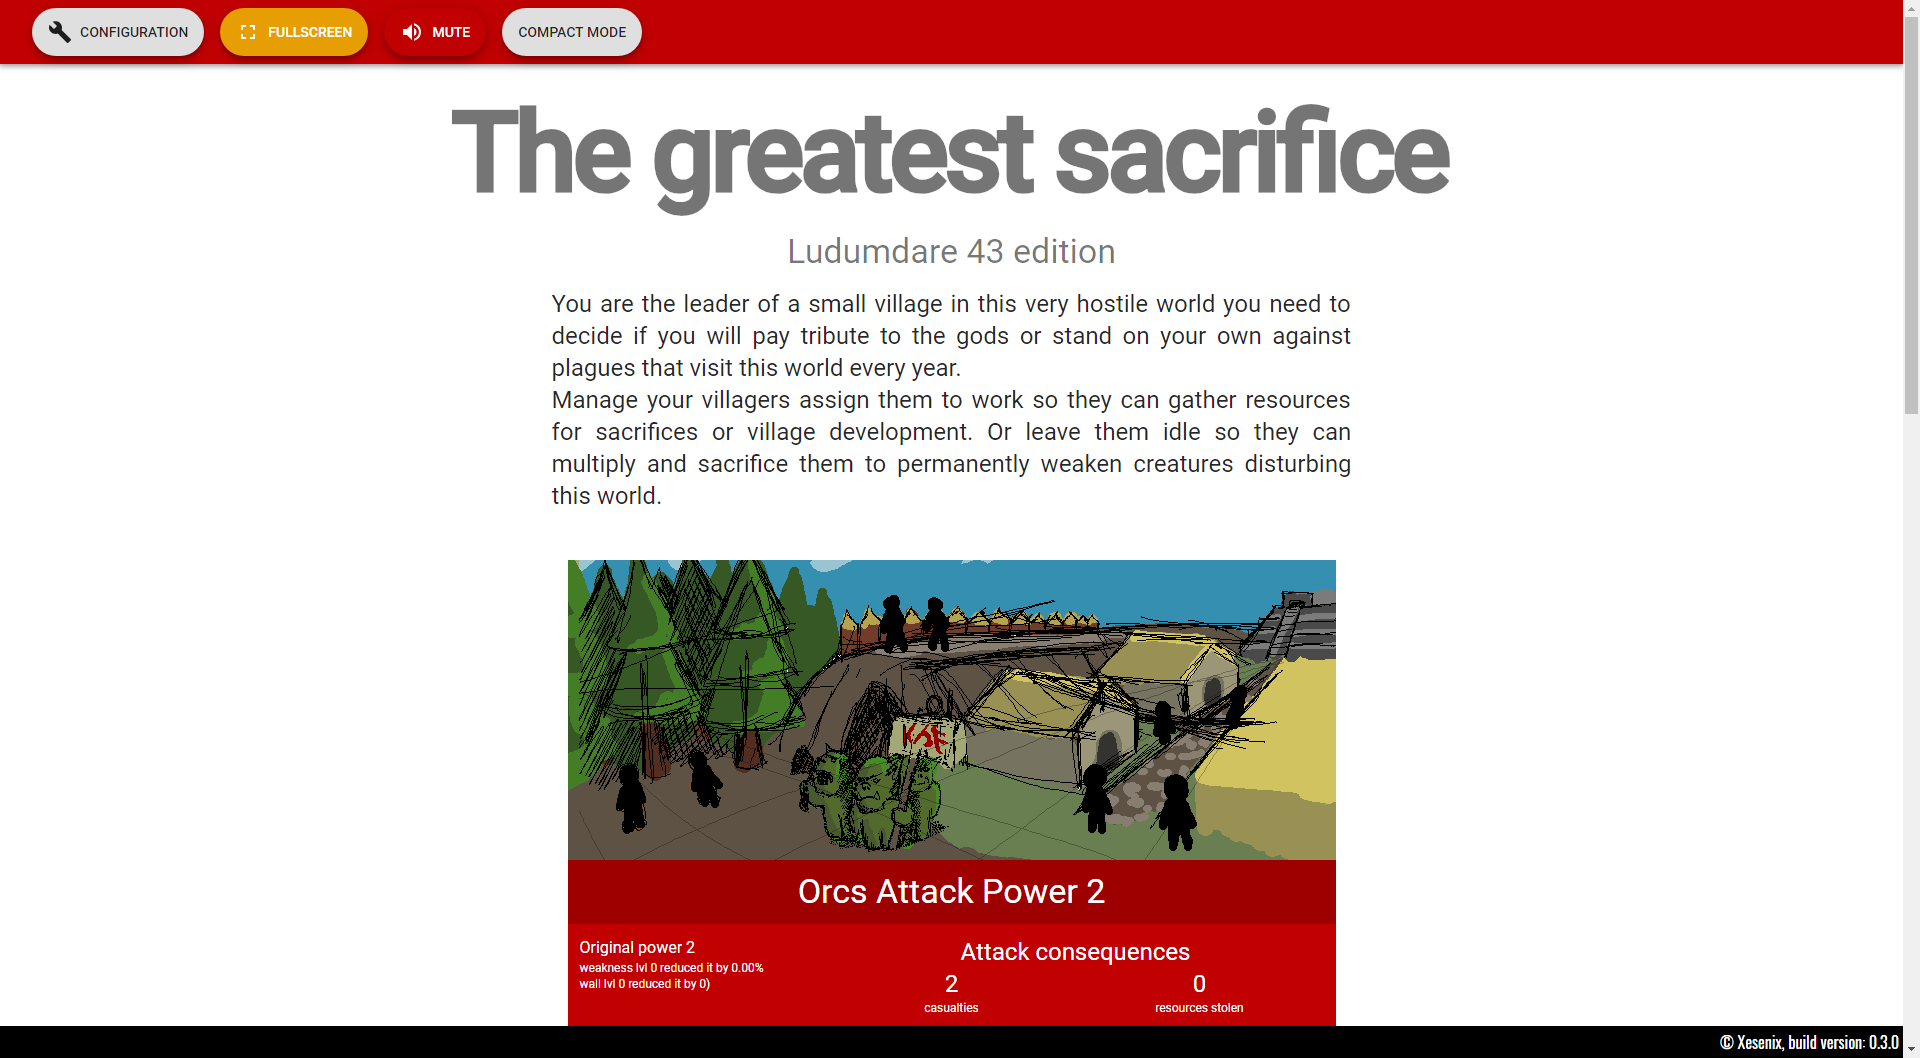 CONFIGURATION
FULLSCREEN
MUTE
COMPACT MODE
The greatest sacrifice
Ludumdare 43 edition
You are the leader of a small village in this very hostile world you need to
decide if you will pay tribute to the gods or stand on your own against
plagues that visit this world every year.
Manage your villagers assign them to work so they can gather resources
for sacrifices or village development. Or leave them idle so they can
multiply and sacrifice them to permanently weaken creatures disturbing
this world.
Orcs Attack Power 2
Original power 2
weakness lvl 0 reduced it by 0.00%
wall lvl 0 reduced it by 0)
Attack consequences
2
casualties
0
resources stolen
© Xesenix, build version: 0.3.0